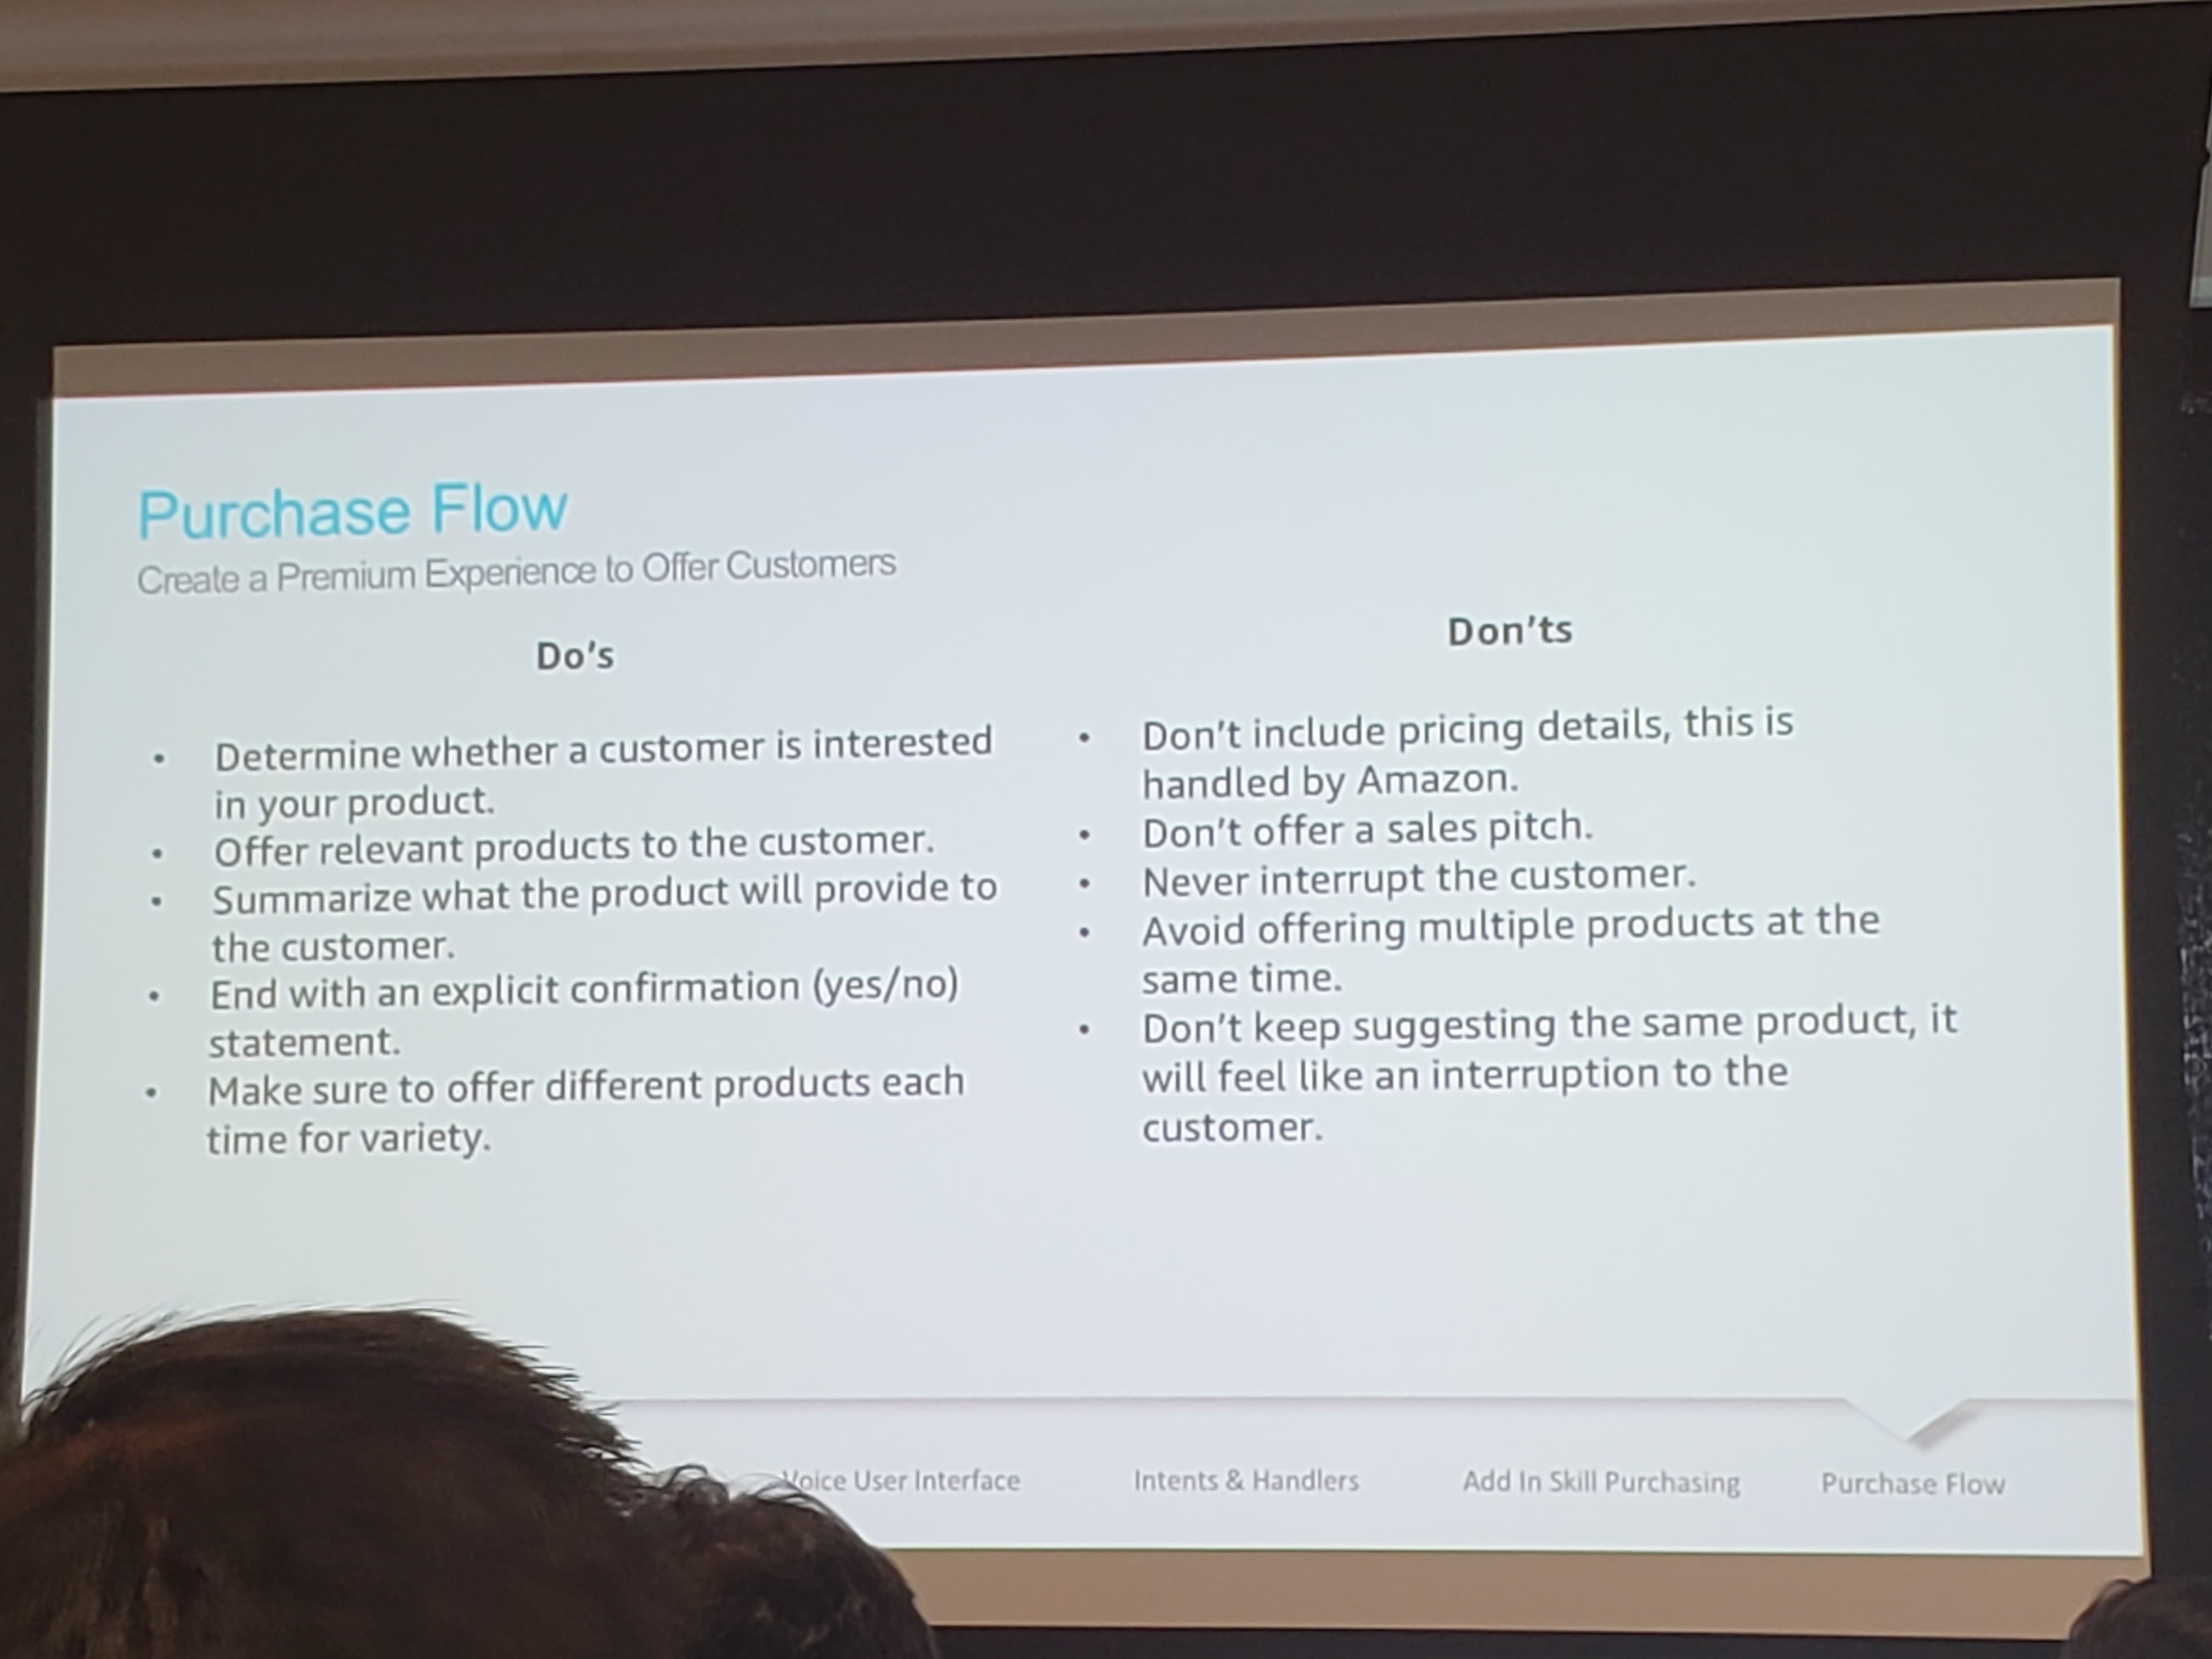 Purchase Flow
Create a Premium Experience to Offer Customers
Do's
• Determine whether a customer is interested
in your product.
• Offer relevant products to the customer.
• Summarize what the product will provide to
the customer.
• End with an explicit confirmation (yes/no)
statement.
• Make sure to offer different products each
time for variety.
Don'ts
• Don't include pricing details, this is
handled by Amazon.
• Don't offer a sales pitch.
• Never interrupt the customer.
• Avoid offering multiple products at the
same time.
• Don't keep suggesting the same product, it
will feel like an interruption to the
customer.
Voice User Interface
Intents & Handlers
Add In Skill Purchasing
Purchase Flow